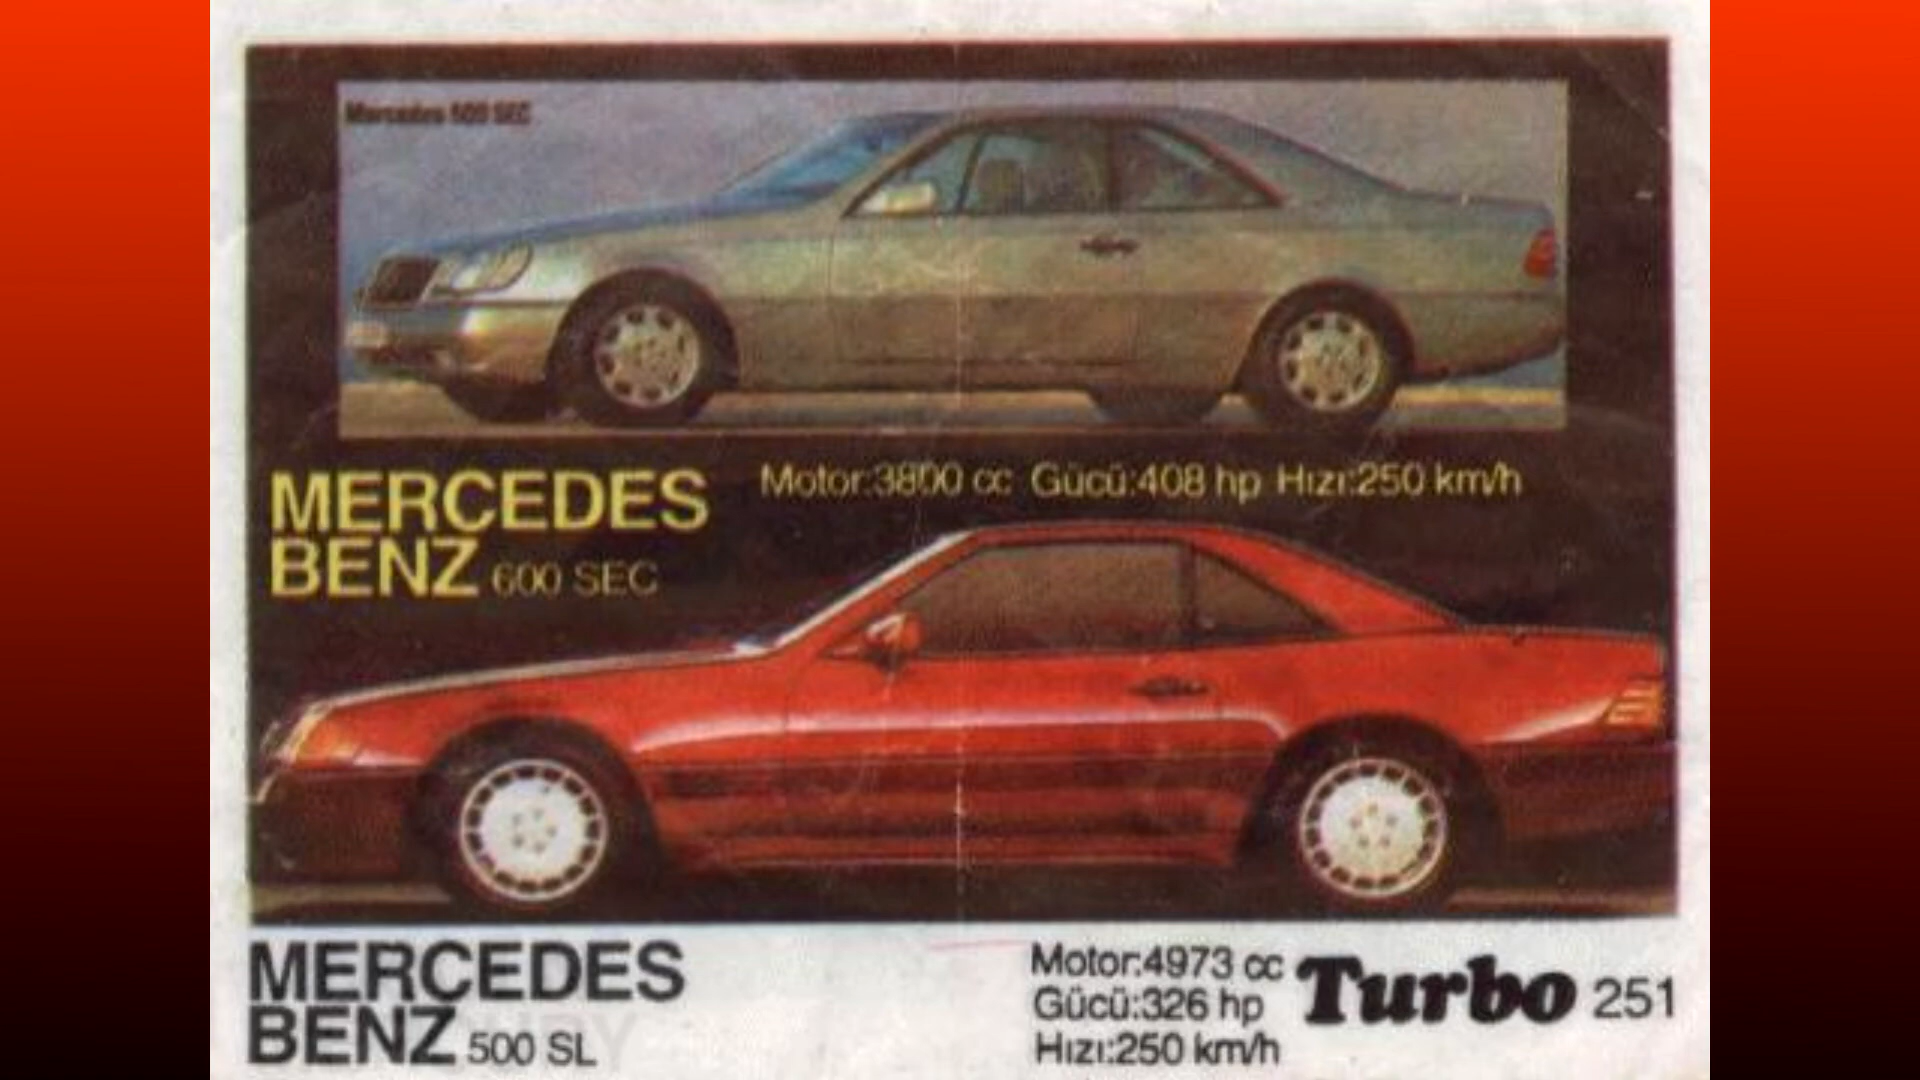 Mercedes 500 SEC
MERCEDES
BENZ 600 SEC
Motor:3800 cc Gücü:408 hp Hızı:250 km/h
MERCEDES
BENZ 500 SL
Motor:4973 cc
Gücü:326 hp
Hızı:250 km/h
Turbo 251